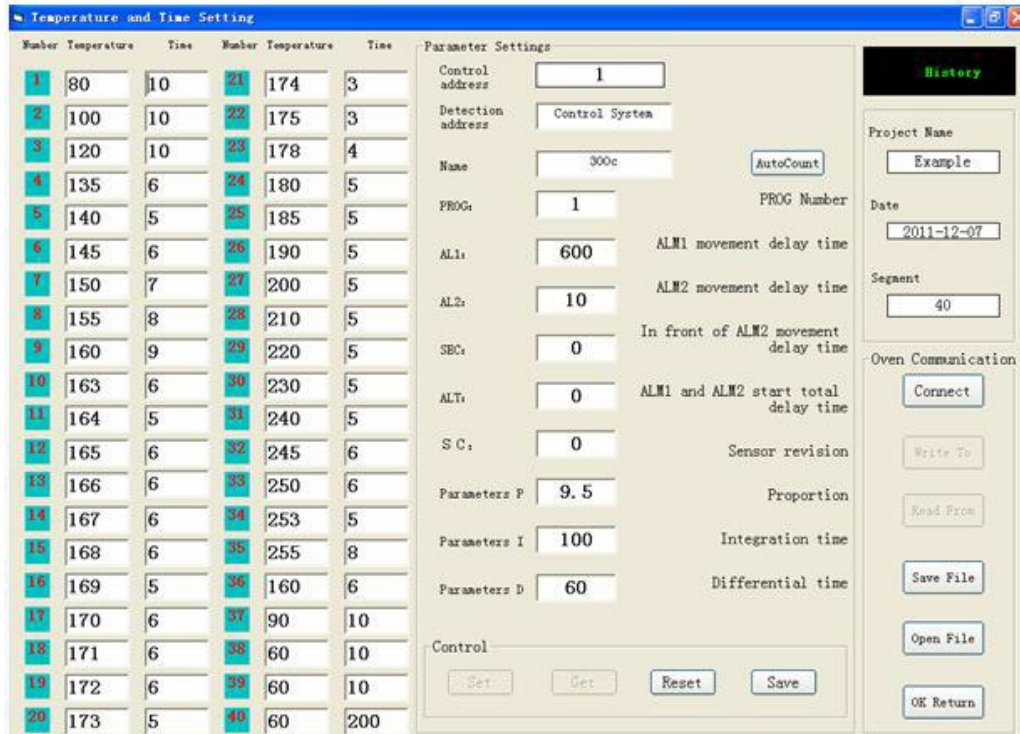 Temperature and Time Setting
Number Temperature Time Number Temperature Time
1 80 10 21 174 3
2 100 10 22 175 3
3 120 10 23 178 4
4 135 6 24 180 5
5 140 5 25 185 5
6 145 6 26 190 5
7 150 7 27 200 5
8 155 8 28 210 5
9 160 9 29 220 5
10 163 6 30 230 5
11 164 5 31 240 5
12 165 6 32 245 6
13 166 6 33 250 6
14 167 6 34 253 5
15 168 6 35 255 8
16 169 5 36 160 6
17 170 6 37 90 10
18 171 6 38 60 10
19 172 6 39 60 10
20 173 5 40 60 200
Parameter Settings
Control address 1
Detection address Control System
Name 300c AutoCount
PROG: 1 PROG Number
AL1: 600 ALM1 movement delay time
AL2: 10 ALM2 movement delay time
SEC: 0 In front of ALM2 movement delay time
ALT: 0 ALM1 and ALM2 start total delay time
S C: 0 Sensor revision
Parameters P 9.5 Proportion
Parameters I 100 Integration time
Parameters D 60 Differential time
Control
Set Get Reset Save
History
Project Name
Example
Date
2011-12-07
Segment
40
Oven Communication
Connect
Write To
Read From
Save File
Open File
OK Return